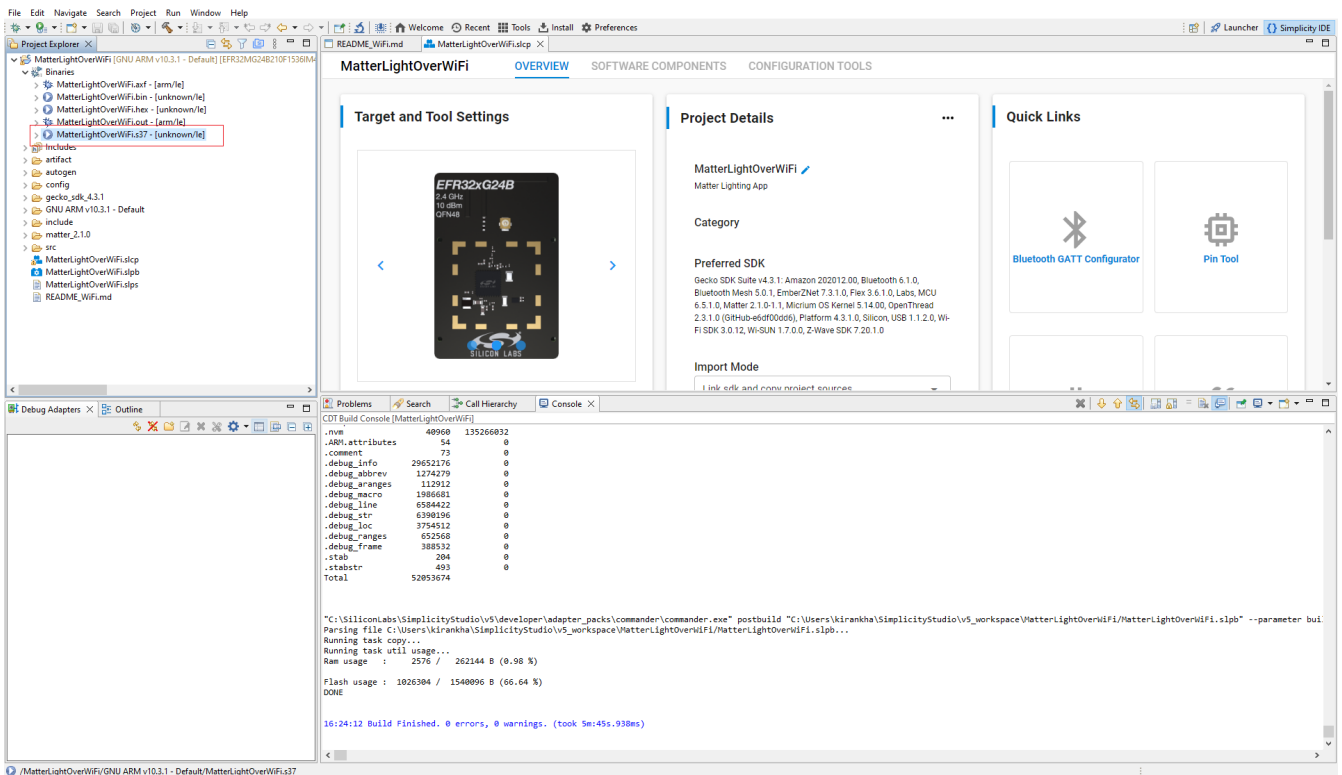 File Edit Navigate Search Project Run Window Help
Welcome Recent Tools Install Preferences
Launcher Simplicity IDE
Project Explorer
MatterLightOverWiFi [GNU ARM v10.3.1 - Default] [EFR32MG24B210F1536IM4
Binaries
MatterLightOverWiFi.axf - [arm/le]
MatterLightOverWiFi.bin - [unknown/le]
MatterLightOverWiFi.hex - [unknown/le]
MatterLightOverWiFi.out - [arm/le]
MatterLightOverWiFi.s37 - [unknown/le]
Includes
artifact
autogen
config
gecko_sdk_4.3.1
GNU ARM v10.3.1 - Default
include
matter_2.1.0
src
MatterLightOverWiFi.slcp
MatterLightOverWiFi.slpb
MatterLightOverWiFi.slps
README_WiFi.md
README_WiFi.md MatterLightOverWiFi.slcp
MatterLightOverWiFi OVERVIEW SOFTWARE COMPONENTS CONFIGURATION TOOLS
Target and Tool Settings
EFR32xG24B
2.4 GHz
10 dBm
QFN48
SILICON LABS
Project Details
MatterLightOverWiFi
Matter Lighting App
Category
Preferred SDK
Gecko SDK Suite v4.3.1: Amazon 202012.00, Bluetooth 6.1.0,
Bluetooth Mesh 5.0.1, EmberZNet 7.3.1.0, Flex 3.6.1.0, Labs, MCU
6.5.1.0, Matter 2.1.0-1.1, Micrium OS Kernel 5.14.00, OpenThread
2.3.1.0 (GitHub-e6df00dd6), Platform 4.3.1.0, Silicon, USB 1.1.2.0, Wi-
Fi SDK 3.0.12, Wi-SUN 1.7.0.0, Z-Wave SDK 7.20.1.0
Import Mode
Link sdk and copy project sources
Quick Links
Bluetooth GATT Configurator
Pin Tool
Debug Adapters Outline
Problems Search Call Hierarchy Console
CDT Build Console [MatterLightOverWiFi]
.nvm 40960 135266032
.ARM.attributes 54 0
.comment 73 0
.debug_info 29652176 0
.debug_abbrev 1274279 0
.debug_aranges 112912 0
.debug_macro 1986681 0
.debug_line 6584422 0
.debug_str 6390196 0
.debug_loc 3754512 0
.debug_ranges 652568 0
.debug_frame 388532 0
.stab 204 0
.stabstr 493 0
Total 52053674
"C:\SiliconLabs\SimplicityStudio\v5\developer\adapter_packs\commander\commander.exe" postbuild "C:\Users\kirankha\SimplicityStudio\v5_workspace\MatterLightOverWiFi/MatterLightOverWiFi.slpb" --parameter bui
Parsing file C:\Users\kirankha\SimplicityStudio\v5_workspace\MatterLightOverWiFi/MatterLightOverWiFi.slpb...
Running task copy...
Running task util usage...
Ram usage : 2576 / 262144 B (0.98 %)
Flash usage : 1026304 / 1540096 B (66.64 %)
DONE
16:24:12 Build Finished. 0 errors, 0 warnings. (took 5m:45s.938ms)
/MatterLightOverWiFi/GNU ARM v10.3.1 - Default/MatterLightOverWiFi.s37